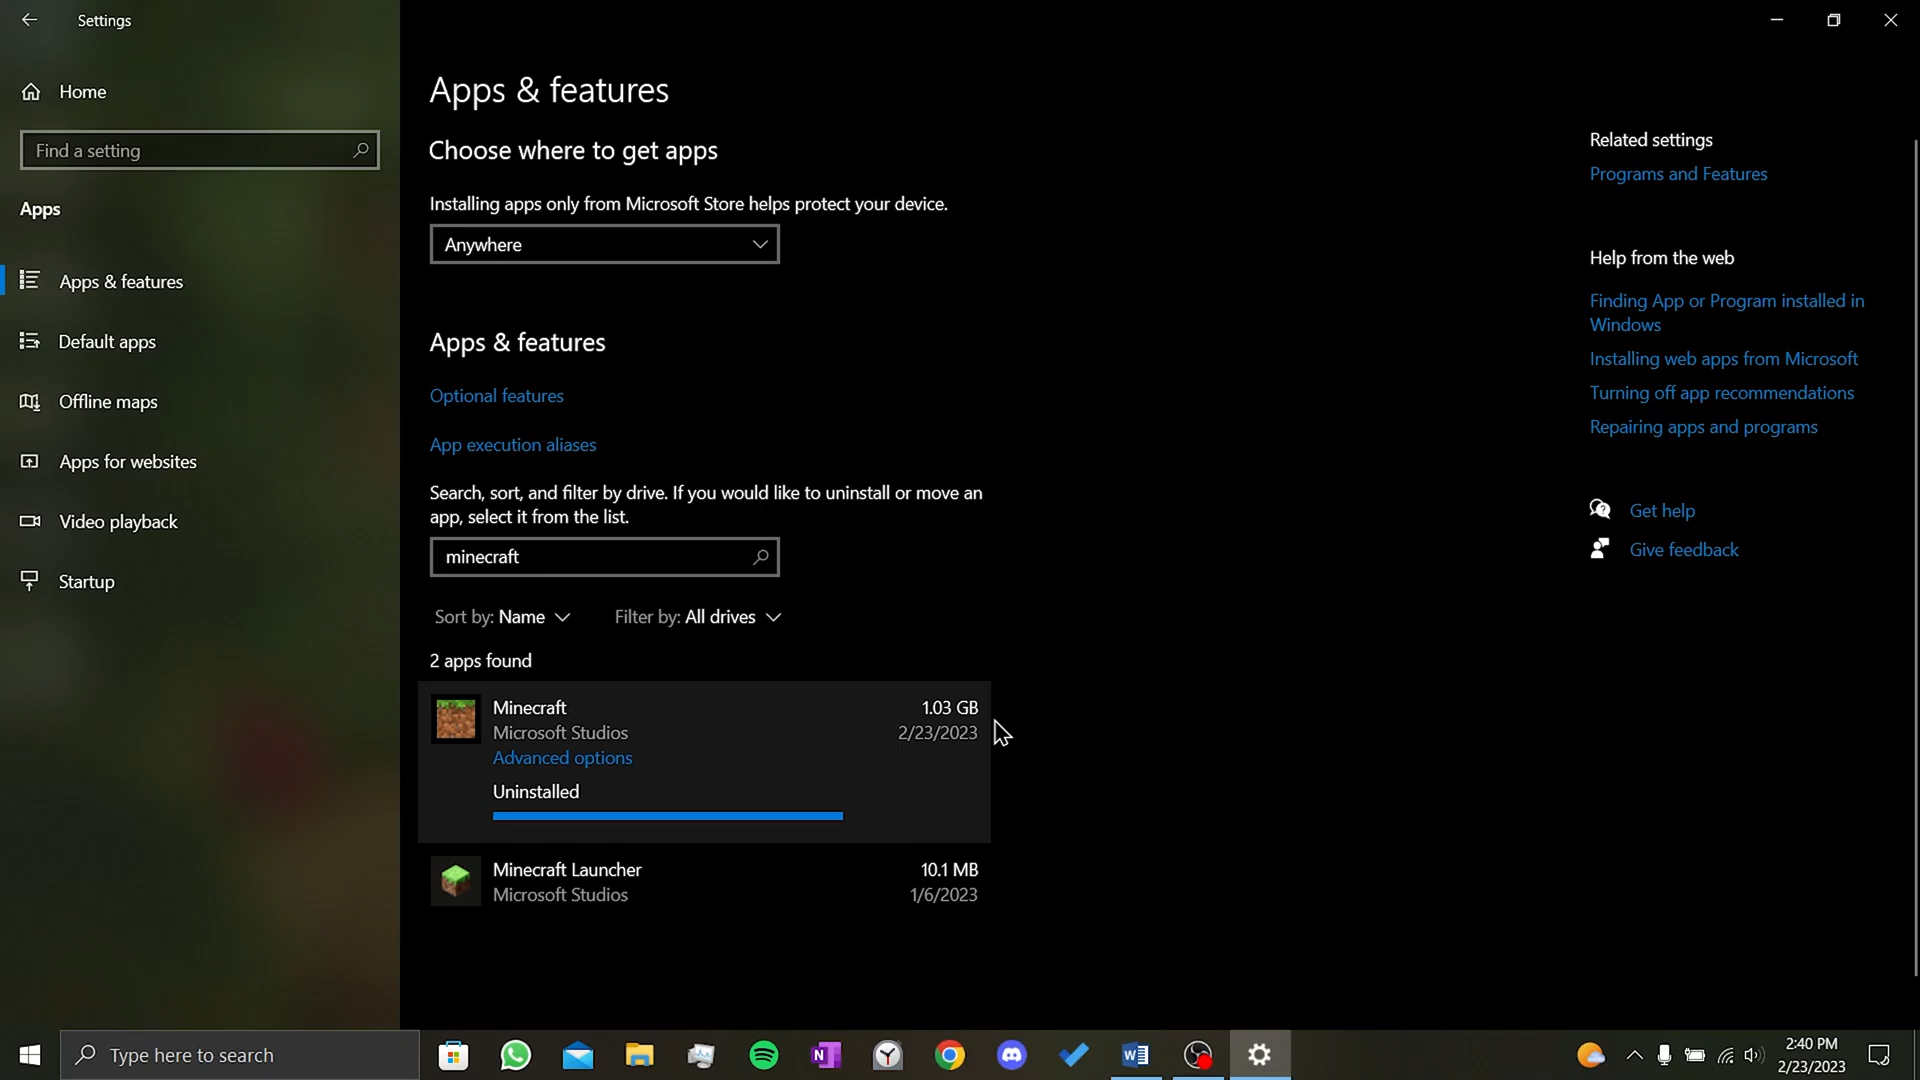 Settings
Home
Find a setting
Apps
Apps & features
Default apps
Offline maps
Apps for websites
Video playback
Startup
Apps & features
Choose where to get apps
Installing apps only from Microsoft Store helps protect your device.
Anywhere
Apps & features
Optional features
App execution aliases
Search, sort, and filter by drive. If you would like to uninstall or move an
app, select it from the list.
minecraft
Sort by: Name
Filter by: All drives
2 apps found
Minecraft
1.03 GB
Microsoft Studios
2/23/2023
Advanced options
Uninstalled
Minecraft Launcher
10.1 MB
Microsoft Studios
1/6/2023
Related settings
Programs and Features
Help from the web
Finding App or Program installed in
Windows
Installing web apps from Microsoft
Turning off app recommendations
Repairing apps and programs
Get help
Give feedback
Type here to search
N
W
2:40 PM
2/23/2023